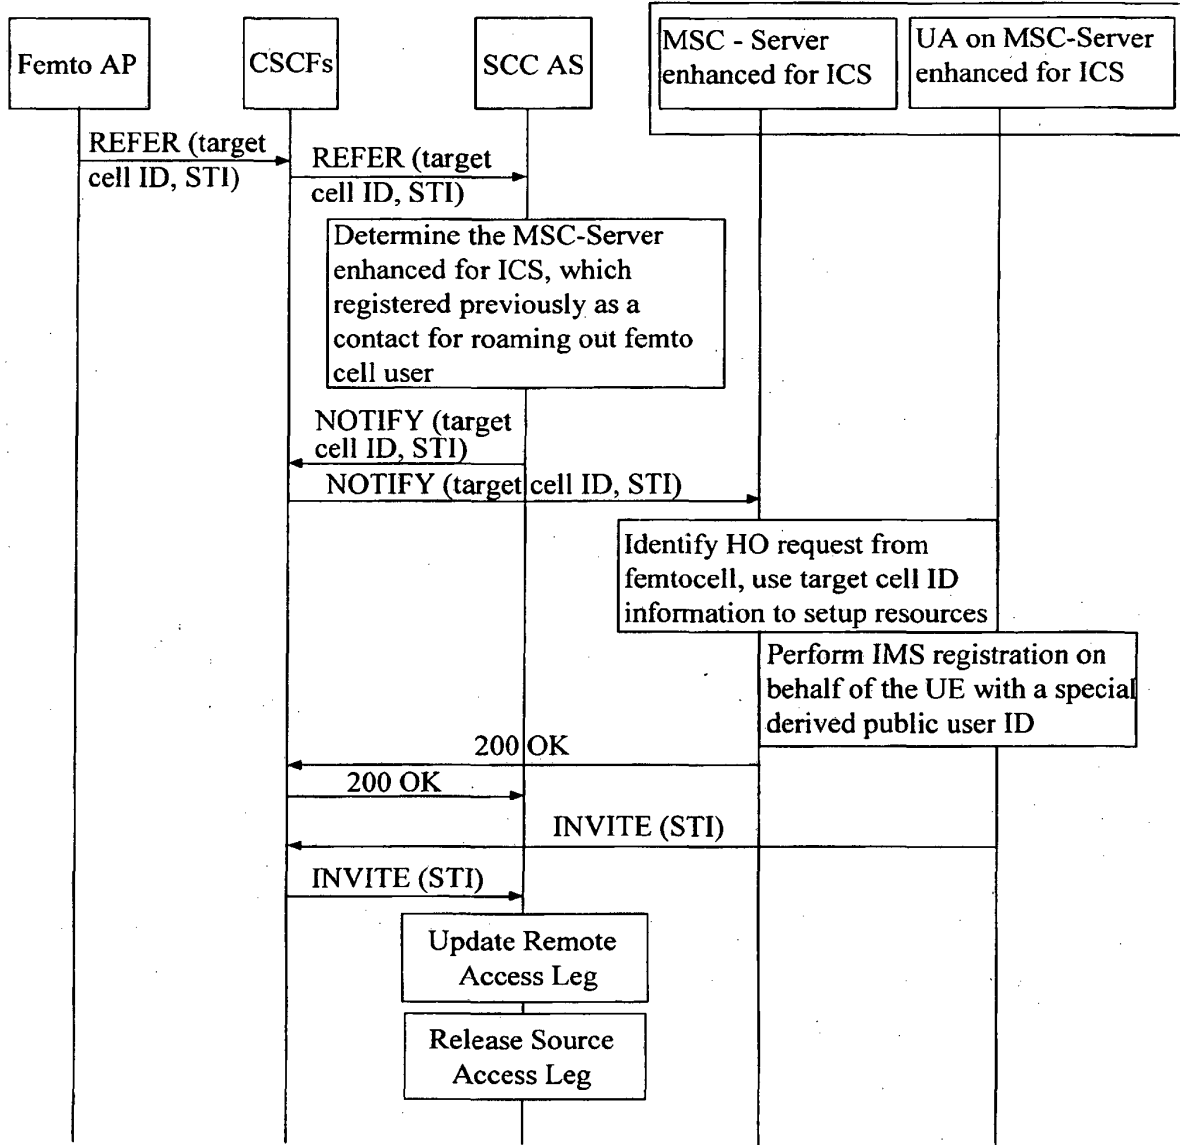 Femto AP
CSCFs
SCC AS
MSC - Server
enhanced for ICS
UA on MSC-Server
enhanced for ICS
REFER (target
cell ID, STI)
REFER (target
cell ID, STI)
Determine the MSC-Server
enhanced for ICS, which
registered previously as a
contact for roaming out femto
cell user
NOTIFY (target
cell ID, STI)
NOTIFY (target cell ID, STI)
Identify HO request from
femtocell, use target cell ID
information to setup resources
Perform IMS registration on
behalf of the UE with a special
derived public user ID
200 OK
200 OK
INVITE (STI)
INVITE (STI)
Update Remote
Access Leg
Release Source
Access Leg